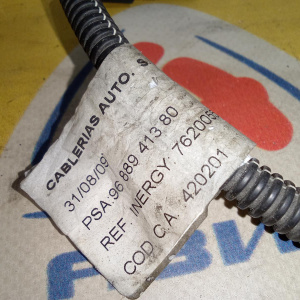 CABLERIAS AUTO. S
31/08/09
PSA. 96 889 413 80
REF. INERGY: 762005
COD C.A. 420201